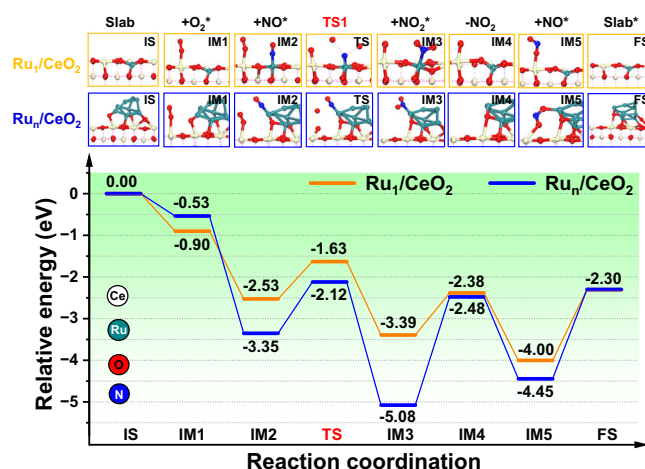 Slab +O₂* +NO* TS1 +NO₂* -NO₂ +NO* Slab*
Ru₁/CeO₂ IS IM1 IM2 TS IM3 IM4 IM5 FS
Ruₙ/CeO₂ IS IM1 IM2 TS IM3 IM4 IM5 FS
Ru₁/CeO₂ Ruₙ/CeO₂
0.00
-0.53
-0.90
-2.53
-3.35
-1.63
-2.12
-3.39
-5.08
-2.38
-2.48
-4.00
-4.45
-2.30
Ce
Ru
O
N
Relative energy (eV)
0
−1
−2
−3
−4
−5
IS IM1 IM2 TS IM3 IM4 IM5 FS
Reaction coordination